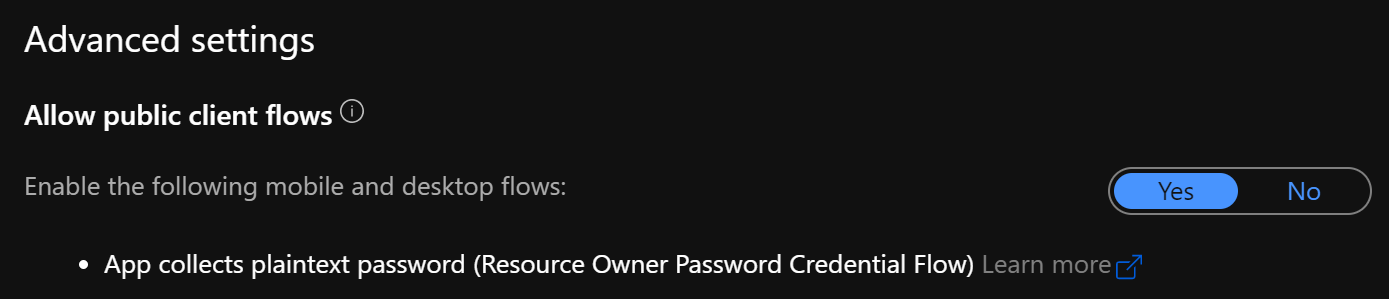 Advanced settings
Allow public client flows
Enable the following mobile and desktop flows:
Yes No
• App collects plaintext password (Resource Owner Password Credential Flow) Learn more